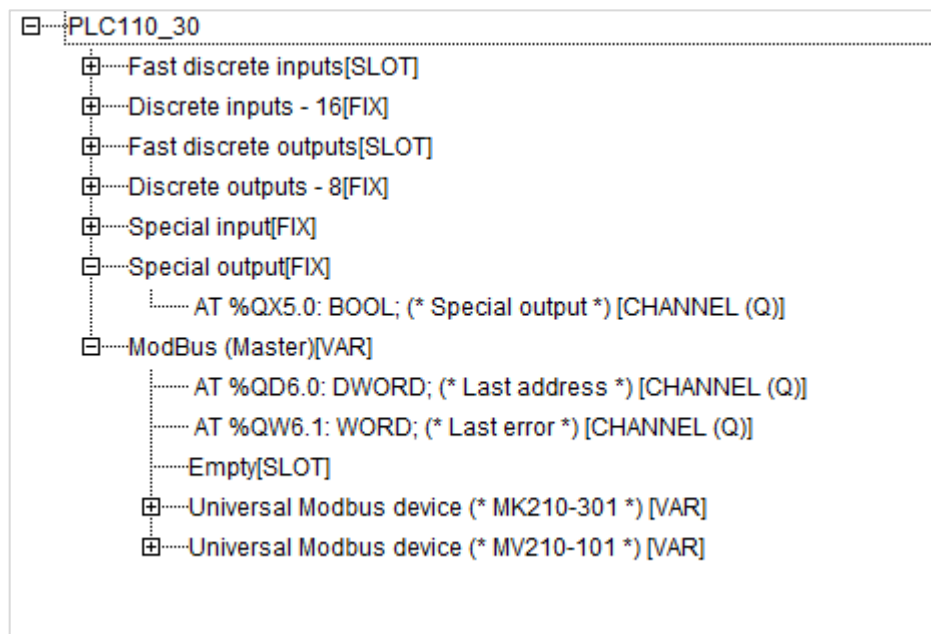 PLC110_30
Fast discrete inputs[SLOT]
Discrete inputs - 16[FIX]
Fast discrete outputs[SLOT]
Discrete outputs - 8[FIX]
Special input[FIX]
Special output[FIX]
AT %QX5.0: BOOL; (* Special output *) [CHANNEL (Q)]
ModBus (Master)[VAR]
AT %QD6.0: DWORD; (* Last address *) [CHANNEL (Q)]
AT %QW6.1: WORD; (* Last error *) [CHANNEL (Q)]
Empty[SLOT]
Universal Modbus device (* MK210-301 *) [VAR]
Universal Modbus device (* MV210-101 *) [VAR]